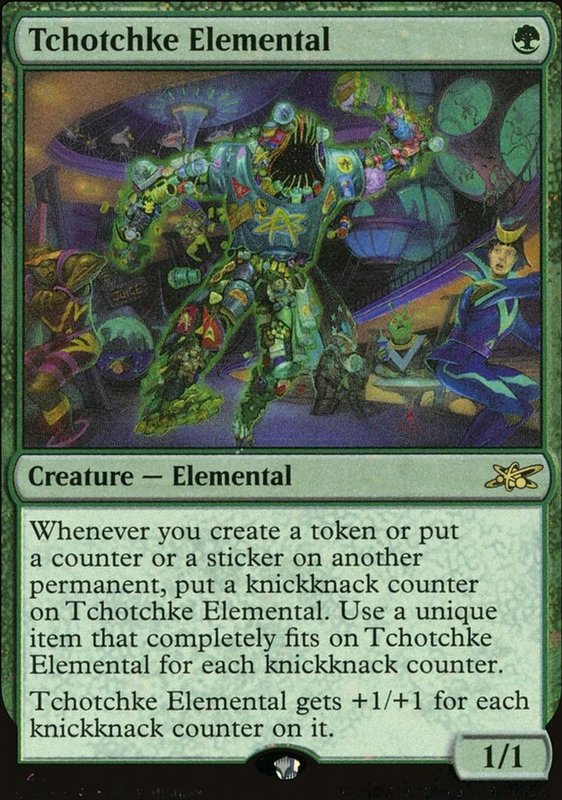 Tchotchke Elemental
JUICE
Creature — Elemental
Whenever you create a token or put
a counter or a sticker on another
permanent, put a knickknack counter
on Tchotchke Elemental. Use a unique
item that completely fits on Tchotchke
Elemental for each knickknack counter.
Tchotchke Elemental gets +1/+1 for each
knickknack counter on it.
1/1